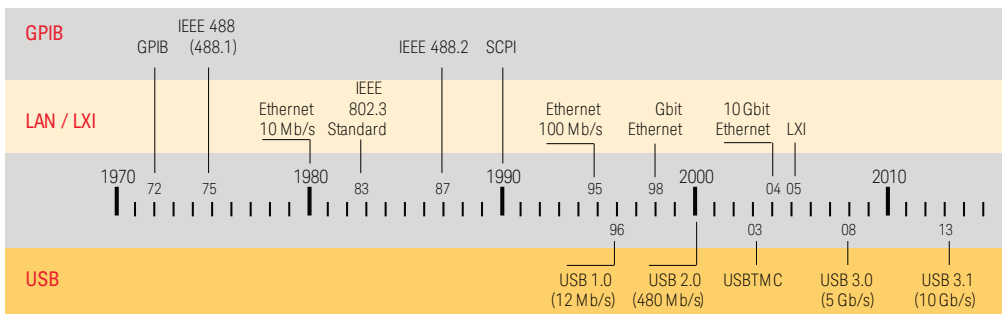 GPIB
GPIB
IEEE 488
(488.1)
IEEE 488.2
SCPI
LAN / LXI
Ethernet
10 Mb/s
IEEE
802.3
Standard
Ethernet
100 Mb/s
Gbit
Ethernet
10 Gbit
Ethernet
LXI
1970
72
75
1980
83
87
1990
95
98
2000
04
05
2010
96
03
08
13
USB
USB 1.0
(12 Mb/s)
USB 2.0
(480 Mb/s)
USBTMC
USB 3.0
(5 Gb/s)
USB 3.1
(10 Gb/s)